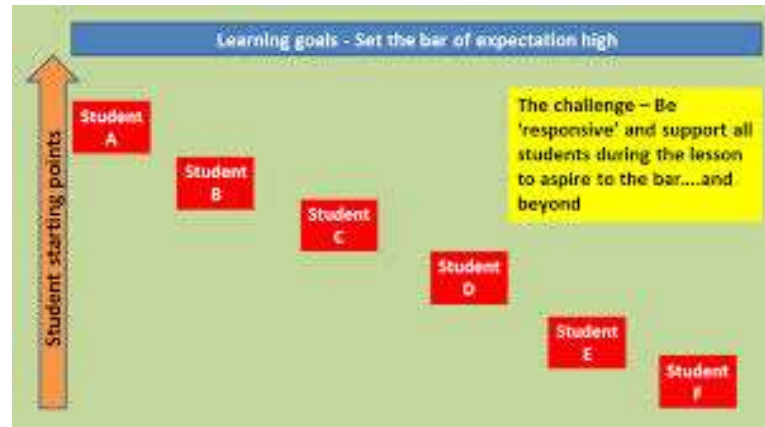 Learning goals - Set the bar of expectation high
Student starting points
Student
A
Student
B
Student
C
Student
D
Student
E
Student
F
The challenge – Be
'responsive' and support all
students during the lesson
to aspire to the bar....and
beyond